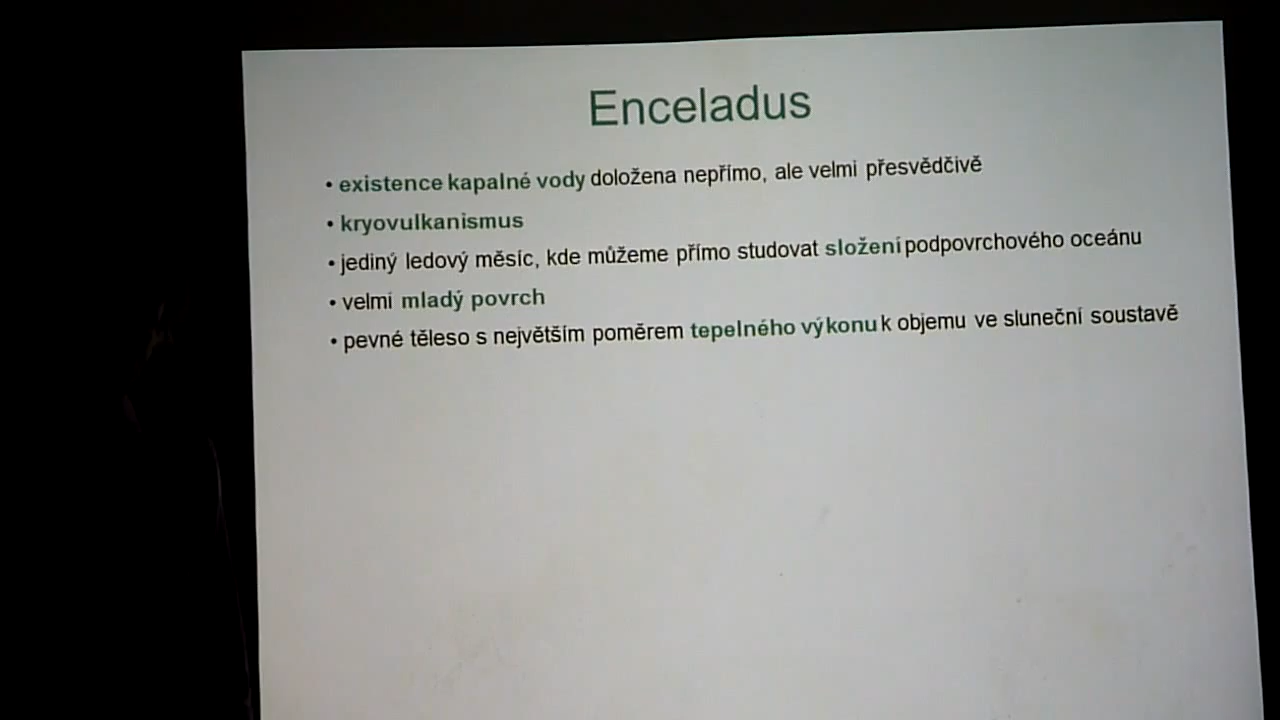 Enceladus
• existence kapalné vody doložena nepřímo, ale velmi přesvědčivě
• kryovulkanismus
• jediný ledový měsíc, kde můžeme přímo studovat složení podpovrchového oceánu
• velmi mladý povrch
• pevné těleso s největším poměrem tepelného výkonu k objemu ve sluneční soustavě